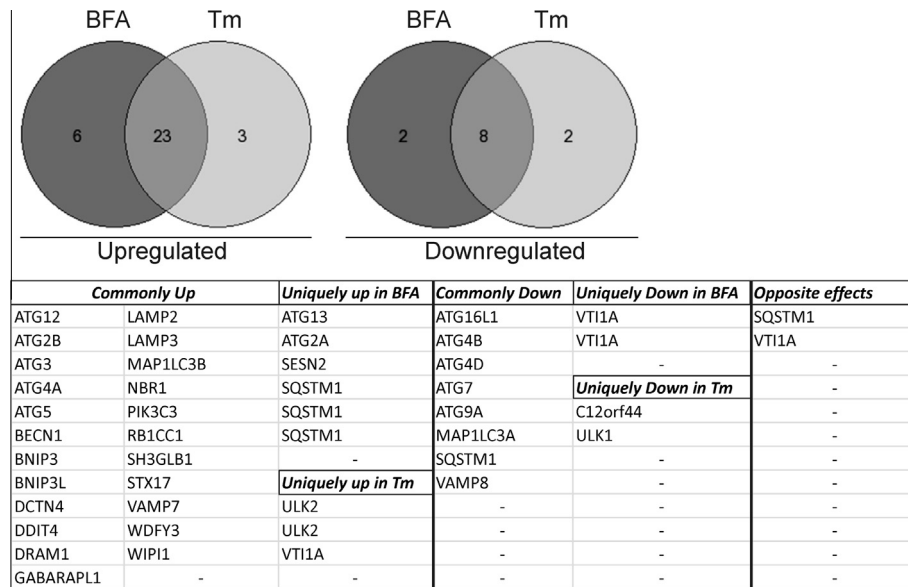 BFA Tm BFA Tm
6 23 3 2 8 2
Upregulated Downregulated
Commonly Up Uniquely up in BFA Commonly Down Uniquely Down in BFA Opposite effects
ATG12 LAMP2 ATG13 ATG16L1 VTI1A SQSTM1
ATG2B LAMP3 ATG2A ATG4B VTI1A VTI1A
ATG3 MAP1LC3B SESN2 ATG4D - -
ATG4A NBR1 SQSTM1 ATG7 Uniquely Down in Tm -
ATG5 PIK3C3 SQSTM1 ATG9A C12orf44 -
BECN1 RB1CC1 SQSTM1 MAP1LC3A ULK1 -
BNIP3 SH3GLB1 - SQSTM1 - -
BNIP3L STX17 Uniquely up in Tm VAMP8 - -
DCTN4 VAMP7 ULK2 - - -
DDIT4 WDFY3 ULK2 - - -
DRAM1 WIPI1 VTI1A - - -
GABARAPL1 - - - - -